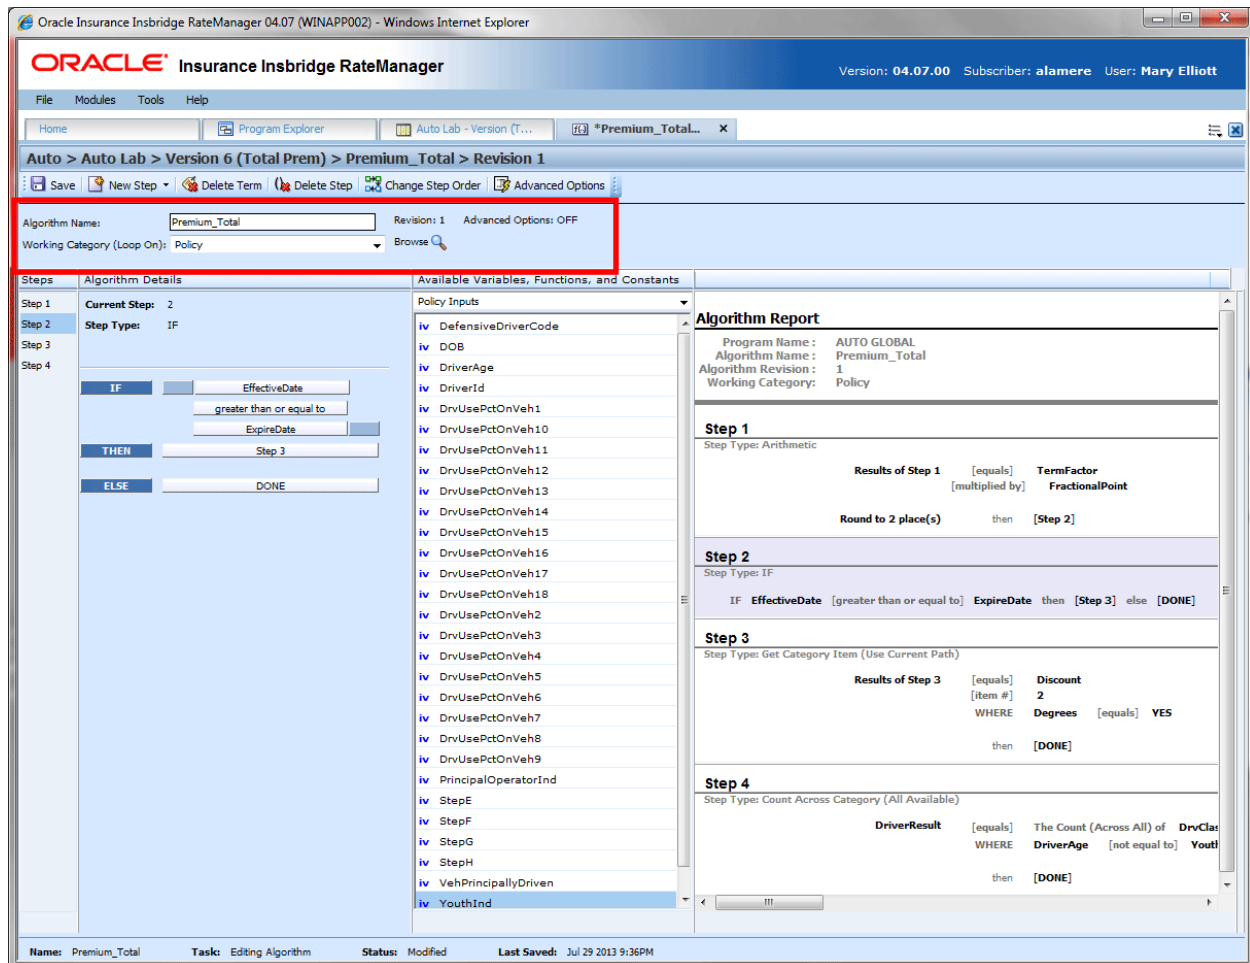 Oracle Insurance Insbridge RateManager 04.07 (WINAPP002) - Windows Internet Explorer
ORACLE Insurance Insbridge RateManager
Version: 04.07.00 Subscriber: alamere User: Mary Elliott
File Modules Tools Help
Home Program Explorer Auto Lab - Version (T... *Premium_Total... x
Auto > Auto Lab > Version 6 (Total Prem) > Premium_Total > Revision 1
Save New Step Delete Term Delete Step Change Step Order Advanced Options
Algorithm Name: Premium_Total Revision: 1 Advanced Options: OFF
Working Category (Loop On): Policy Browse
Steps Algorithm Details Available Variables, Functions, and Constants
Step 1
Step 2
Step 3
Step 4
Current Step: 2
Step Type: IF
IF EffectiveDate
greater than or equal to
ExpireDate
THEN Step 3
ELSE DONE
Policy Inputs
iv DefensiveDriverCode
iv DOB
iv DriverAge
iv DriverId
iv DrvUsePctOnVeh1
iv DrvUsePctOnVeh10
iv DrvUsePctOnVeh11
iv DrvUsePctOnVeh12
iv DrvUsePctOnVeh13
iv DrvUsePctOnVeh14
iv DrvUsePctOnVeh15
iv DrvUsePctOnVeh16
iv DrvUsePctOnVeh17
iv DrvUsePctOnVeh18
iv DrvUsePctOnVeh2
iv DrvUsePctOnVeh3
iv DrvUsePctOnVeh4
iv DrvUsePctOnVeh5
iv DrvUsePctOnVeh6
iv DrvUsePctOnVeh7
iv DrvUsePctOnVeh8
iv DrvUsePctOnVeh9
iv PrincipalOperatorInd
iv StepE
iv StepF
iv StepG
iv StepH
iv VehPrincipallyDriven
iv YouthInd
Algorithm Report
Program Name : AUTO GLOBAL
Algorithm Name : Premium_Total
Algorithm Revision : 1
Working Category: Policy
Step 1
Step Type: Arithmetic
Results of Step 1 [equals] TermFactor
[multiplied by] FractionalPoint
Round to 2 place(s) then [Step 2]
Step 2
Step Type: IF
IF EffectiveDate [greater than or equal to] ExpireDate then [Step 3] else [DONE]
Step 3
Step Type: Get Category Item (Use Current Path)
Results of Step 3 [equals] Discount
[item #] 2
WHERE Degrees [equals] YES
then [DONE]
Step 4
Step Type: Count Across Category (All Available)
DriverResult [equals] The Count (Across All) of DrvClas
WHERE DriverAge [not equal to] Youth
then [DONE]
Name: Premium_Total Task: Editing Algorithm Status: Modified Last Saved: Jul 29 2013 9:36PM